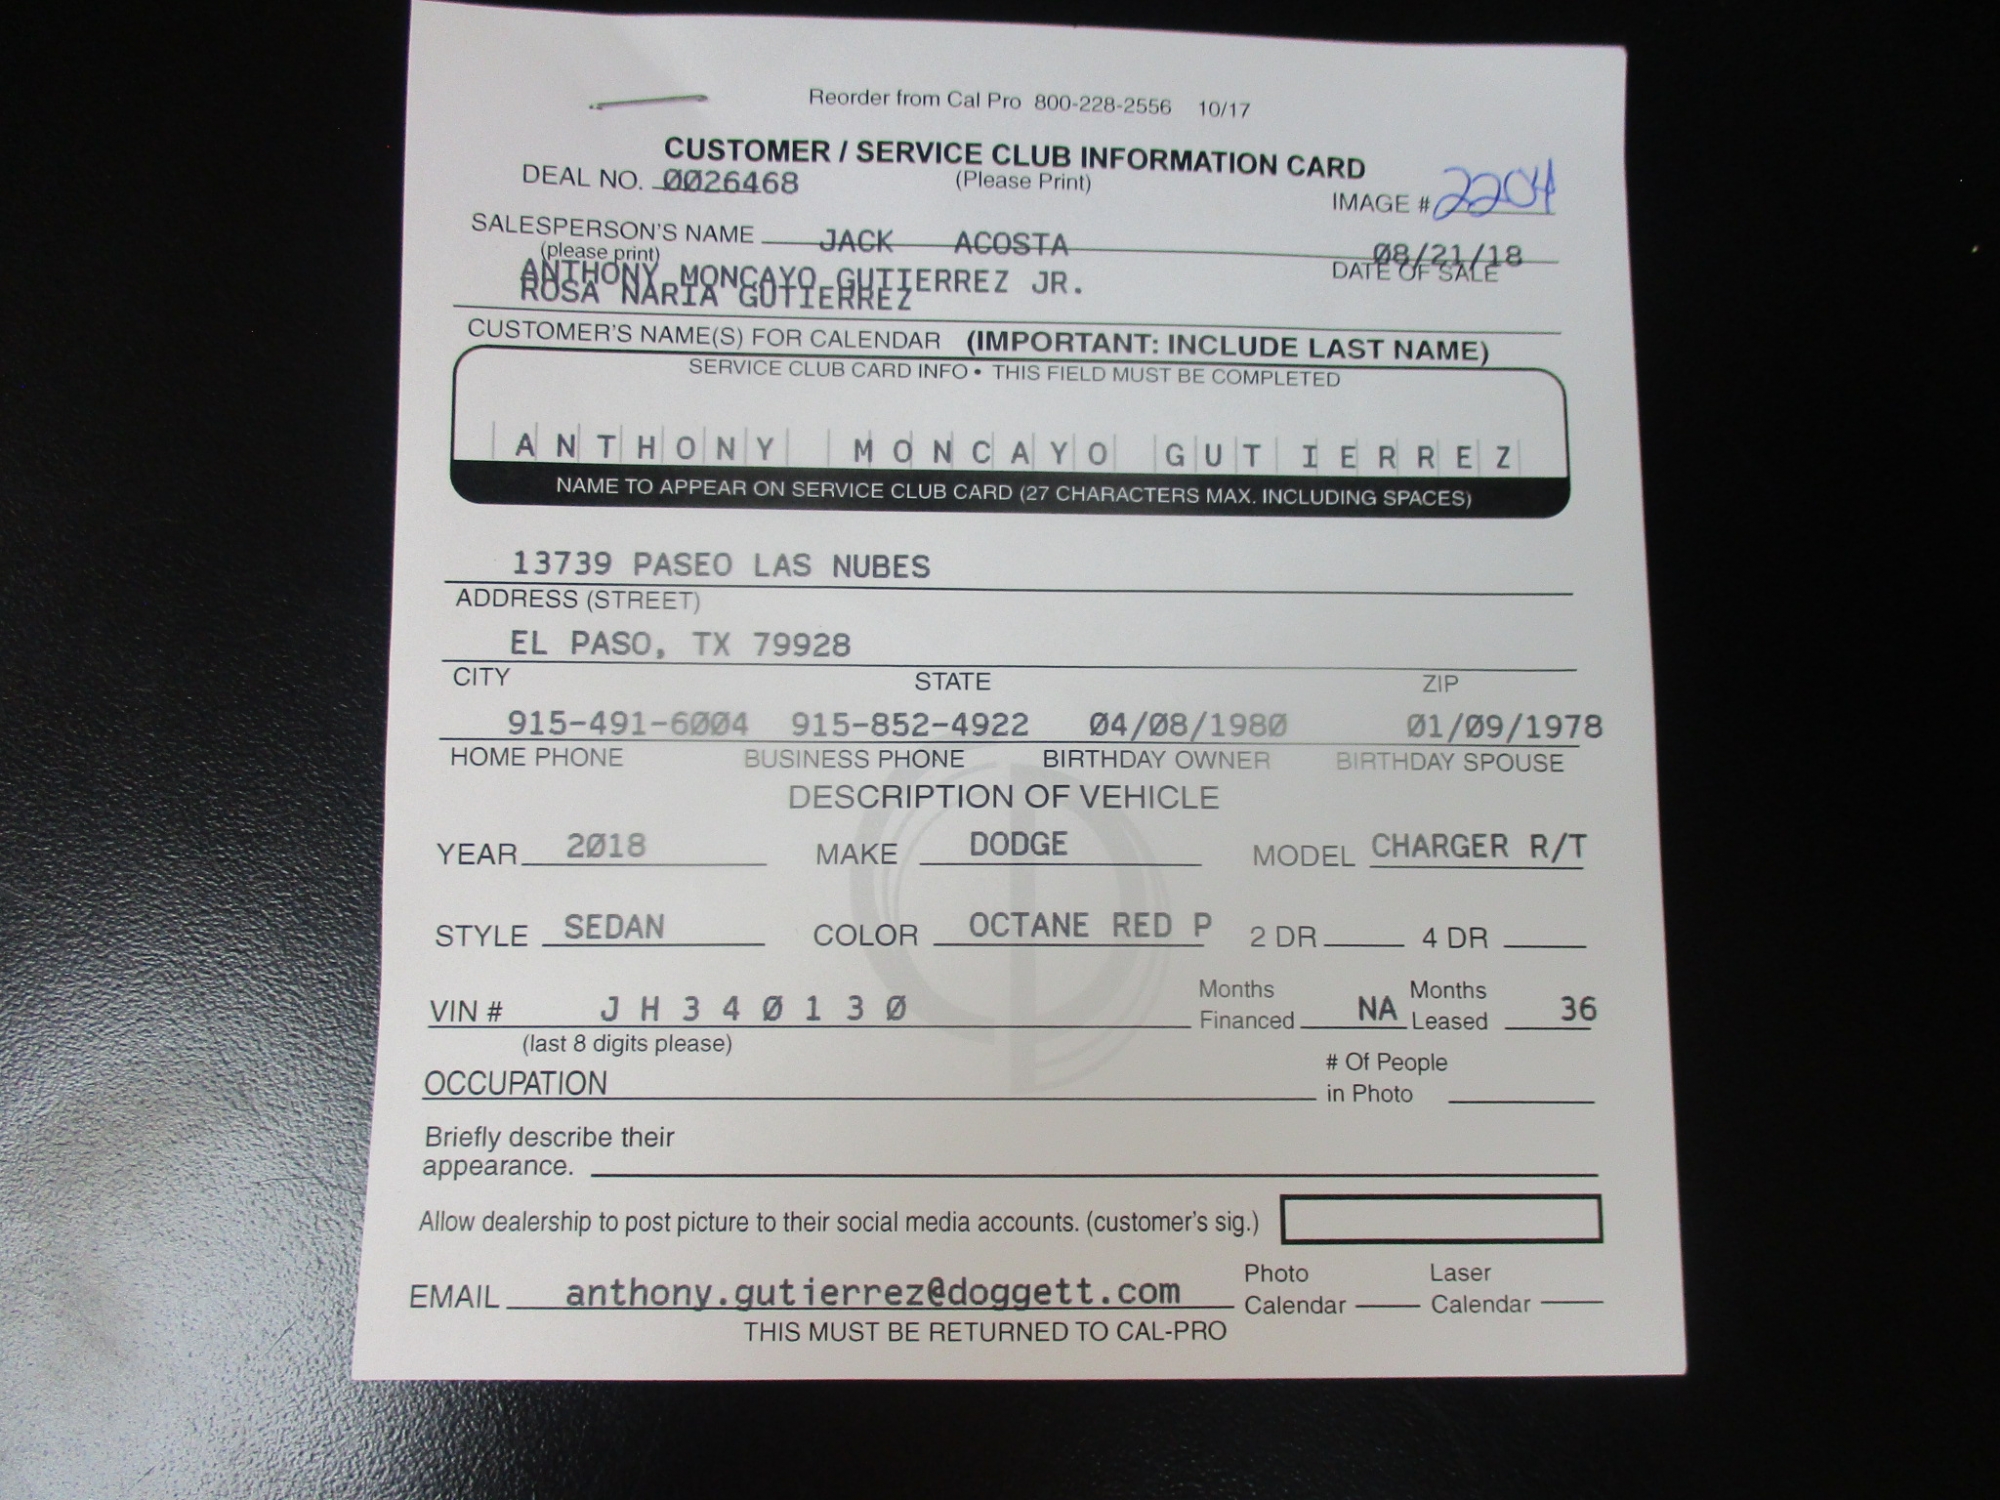 Reorder from Cal Pro 800-228-2556 10/17
CUSTOMER / SERVICE CLUB INFORMATION CARD
DEAL NO. 0026468 (Please Print) IMAGE # 2204
SALESPERSON'S NAME JACK ACOSTA 08/21/18
(please print) DATE OF SALE
ANTHONY MONCAYO GUTIERREZ JR.
ROSA NARIA GUTIERREZ
CUSTOMER'S NAME(S) FOR CALENDAR (IMPORTANT: INCLUDE LAST NAME)
SERVICE CLUB CARD INFO • THIS FIELD MUST BE COMPLETED
ANTHONY MONCAYO GUTIERREZ
NAME TO APPEAR ON SERVICE CLUB CARD (27 CHARACTERS MAX. INCLUDING SPACES)
13739 PASEO LAS NUBES
ADDRESS (STREET)
EL PASO, TX 79928
CITY STATE ZIP
915-491-6004 915-852-4922 04/08/1980 01/09/1978
HOME PHONE BUSINESS PHONE BIRTHDAY OWNER BIRTHDAY SPOUSE
DESCRIPTION OF VEHICLE
YEAR 2018 MAKE DODGE MODEL CHARGER R/T
STYLE SEDAN COLOR OCTANE RED P 2 DR 4 DR
VIN # JH340130 Months Financed NA Months Leased 36
(last 8 digits please)
OCCUPATION # Of People in Photo
Briefly describe their
appearance.
Allow dealership to post picture to their social media accounts. (customer's sig.)
EMAIL anthony.gutierrez@doggett.com Photo Calendar Laser Calendar
THIS MUST BE RETURNED TO CAL-PRO